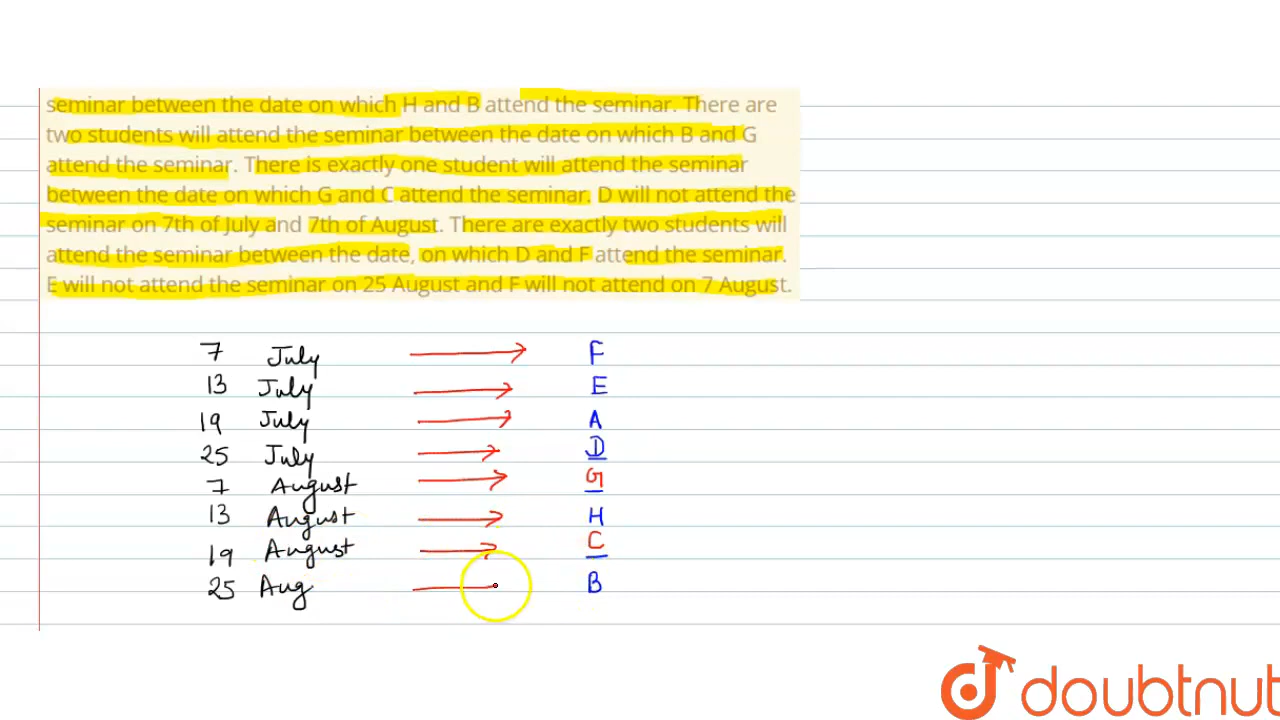 seminar between the date on which H and B attend the seminar. There are
two students will attend the seminar between the date on which B and G
attend the seminar. There is exactly one student will attend the seminar
between the date on which G and C attend the seminar. D will not attend the
seminar on 7th of July and 7th of August. There are exactly two students will
attend the seminar between the date, on which D and F attend the seminar.
E will not attend the seminar on 25 August and F will not attend on 7 August.
7 July → F
13 July → E
19 July → A
25 July → D
7 August → G
13 August → H
19 August → C
25 Aug B
doubtnut